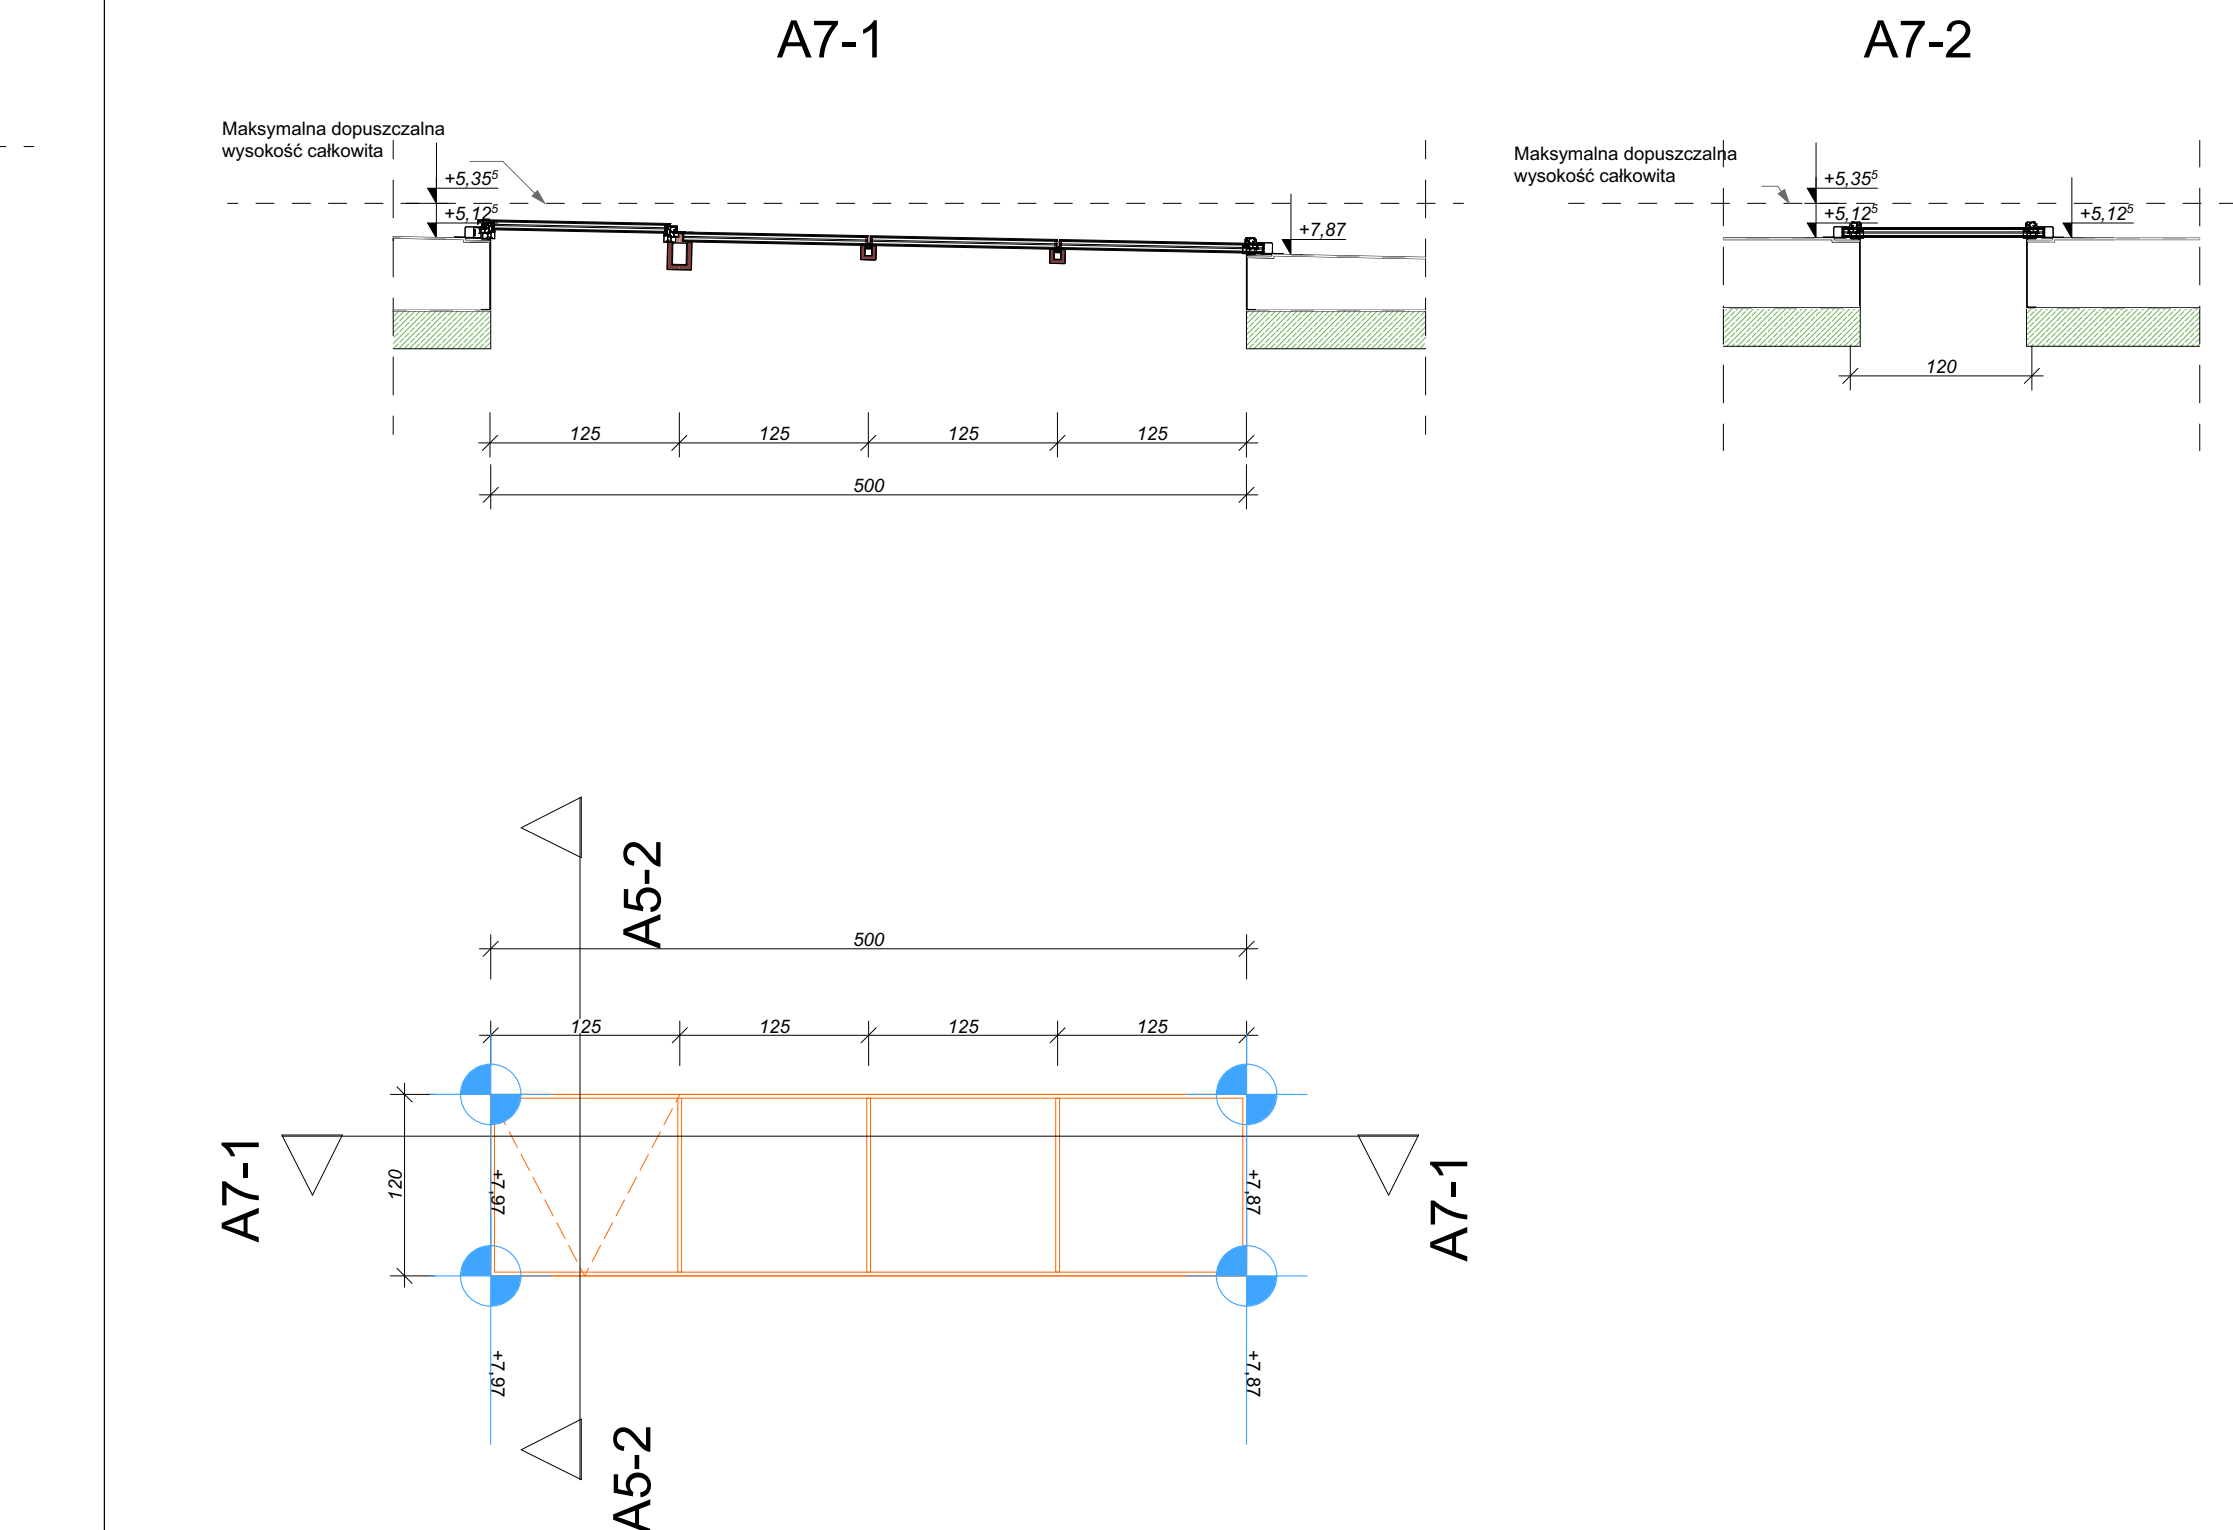 A7-1
A7-2
Maksymalna dopuszczalna
wysokość całkowita
+5,35⁵
+5,12⁵
+7,87
Maksymalna dopuszczalna
wysokość całkowita
+5,35⁵
+5,12⁵
+5,12⁵
120
125
125
125
125
500
A5-2
500
125
125
125
125
A7-1
120
+7,97
+7,87
A7-1
+7,97
+7,87
A5-2